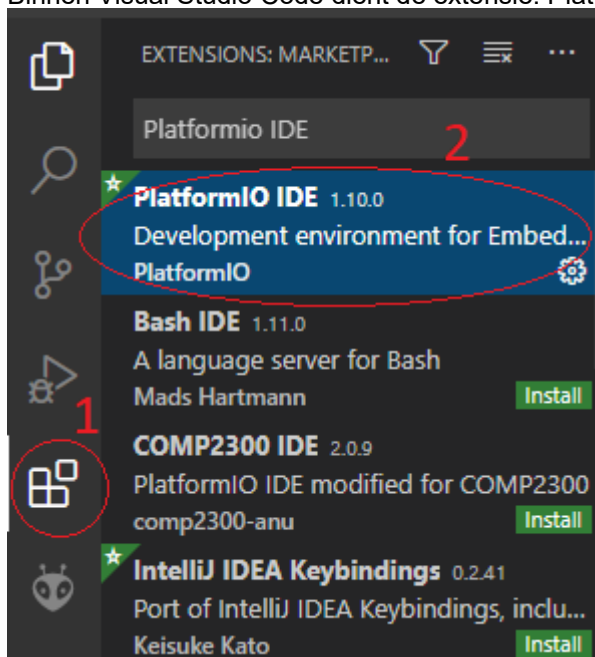 Binnen Visual Studio Code dient de extensie: Plat
EXTENSIONS: MARKETP...
Platformio IDE
2
PlatformIO IDE 1.10.0
Development environment for Embed...
PlatformIO
Bash IDE 1.11.0
A language server for Bash
Mads Hartmann Install
1
COMP2300 IDE 2.0.9
PlatformIO IDE modified for COMP2300
comp2300-anu Install
IntelliJ IDEA Keybindings 0.2.41
Port of IntelliJ IDEA Keybindings, inclu...
Keisuke Kato Install